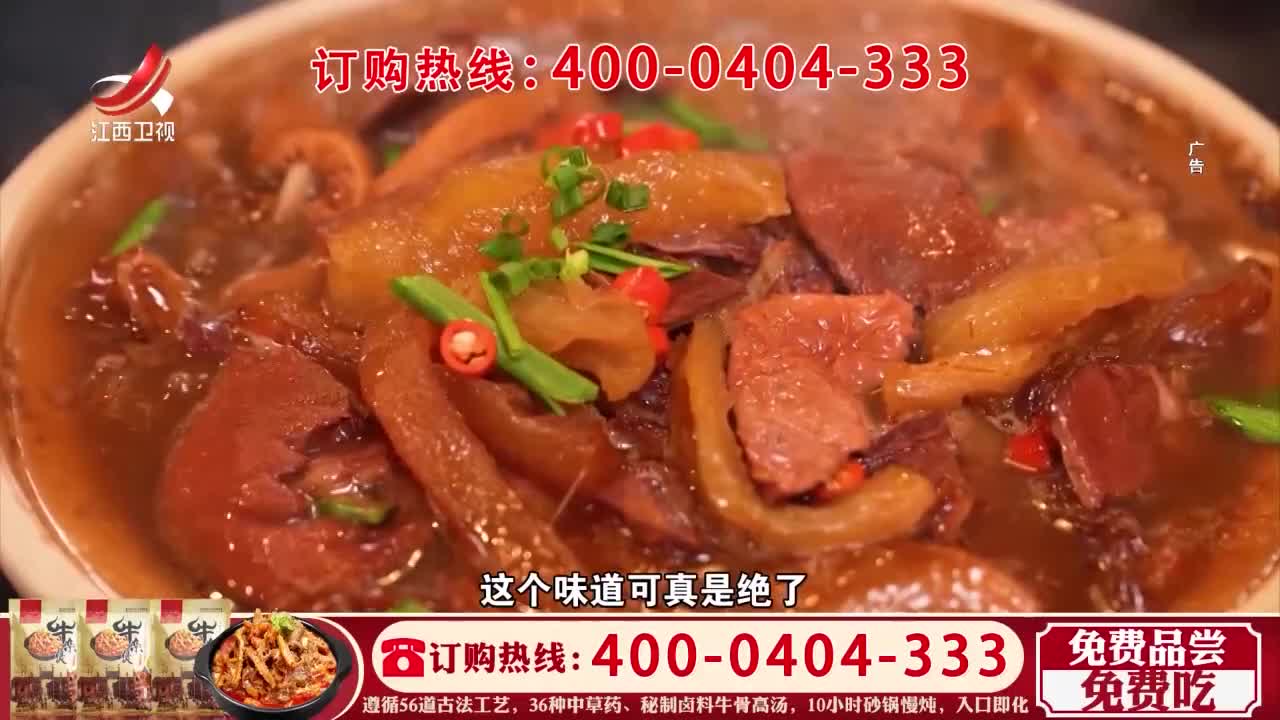 订购热线：400-0404-333
江西卫视
广告
这个味道可真是绝了
订购热线：400-0404-333
免费品尝
免费吃
遵循56道古法工艺，36种中草药、秘制卤料牛骨高汤，10小时砂锅慢炖，入口即化